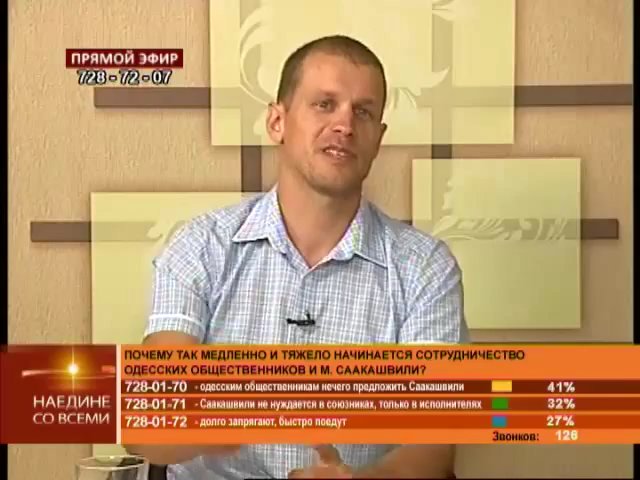 ПРЯМОЙ ЭФИР
728 - 72 - 07
ПОЧЕМУ ТАК МЕДЛЕННО И ТЯЖЕЛО НАЧИНАЕТСЯ СОТРУДНИЧЕСТВО
ОДЕССКИХ ОБЩЕСТВЕННИКОВ И М. СААКАШВИЛИ?
728-01-70 - одесским общественникам нечего предложить Саакашвили 41%
728-01-71 - Саакашвили не нуждается в союзниках, только в исполнителях 32%
728-01-72 - долго запрягают, быстро поедут 27%
Звонков: 126
НАЕДИНЕ
СО ВСЕМИ